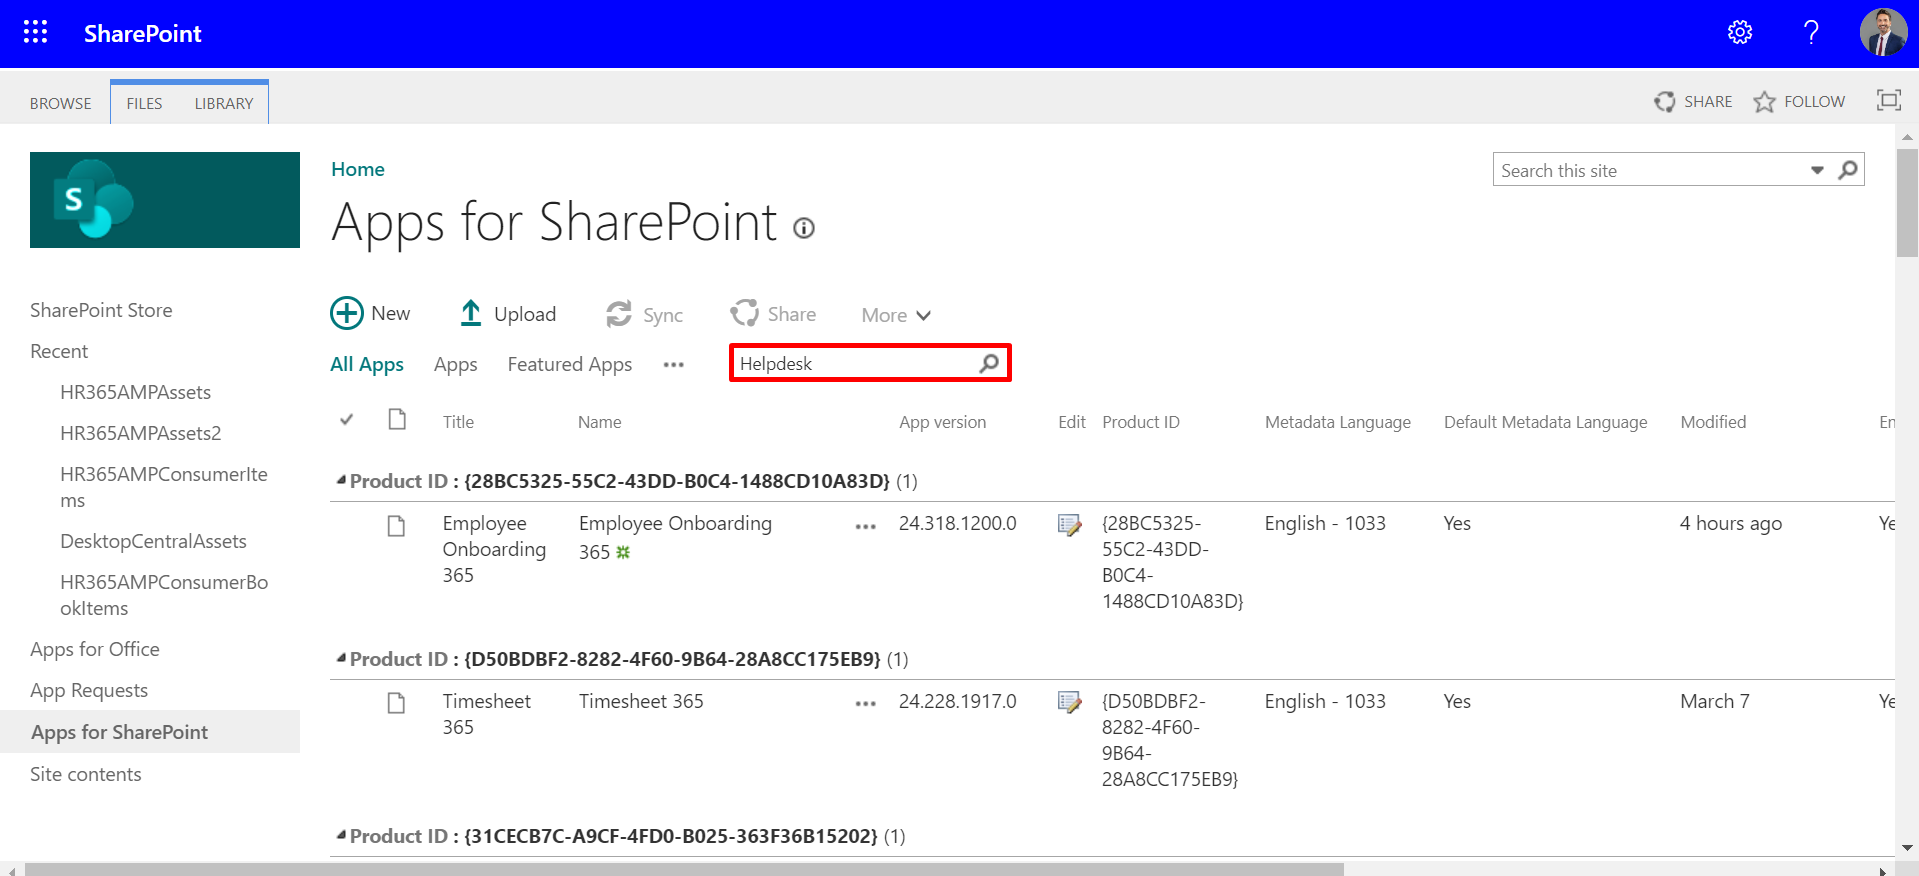 SharePoint
BROWSE
FILES
LIBRARY
SHARE
FOLLOW
S
Home
Search this site
Apps for SharePoint
SharePoint Store
Recent
HR365AMPAssets
HR365AMPAssets2
HR365AMPConsumerIte
ms
DesktopCentralAssets
HR365AMPConsumerBo
okItems
Apps for Office
App Requests
Apps for SharePoint
Site contents
New
Upload
Sync
Share
More
All Apps
Apps
Featured Apps
Helpdesk
Title
Name
App version
Edit
Product ID
Metadata Language
Default Metadata Language
Modified
En
Product ID : {28BC5325-55C2-43DD-B0C4-1488CD10A83D} (1)
Employee
Onboarding
365
Employee Onboarding
365
24.318.1200.0
{28BC5325-
55C2-43DD-
B0C4-
1488CD10A83D}
English - 1033
Yes
4 hours ago
Ye
Product ID : {D50BDBF2-8282-4F60-9B64-28A8CC175EB9} (1)
Timesheet
365
Timesheet 365
24.228.1917.0
{D50BDBF2-
8282-4F60-
9B64-
28A8CC175EB9}
English - 1033
Yes
March 7
Ye
Product ID : {31CECB7C-A9CF-4FD0-B025-363F36B15202} (1)